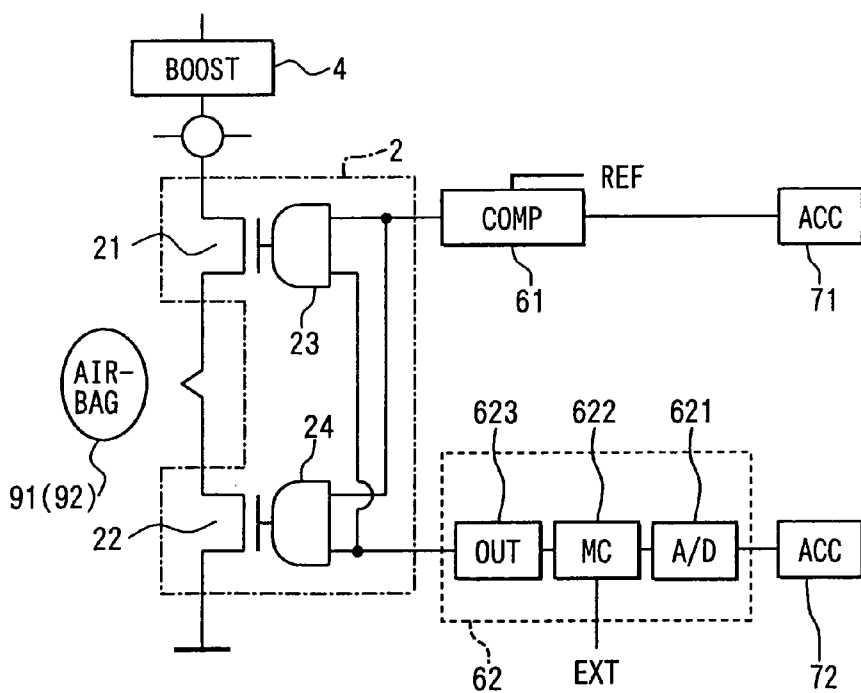 BOOST
4
2
REF
21
COMP
ACC
61
71
23
AIR-
BAG
24
623
622
621
91(92)
22
OUT
MC
A/D
ACC
62
EXT
72